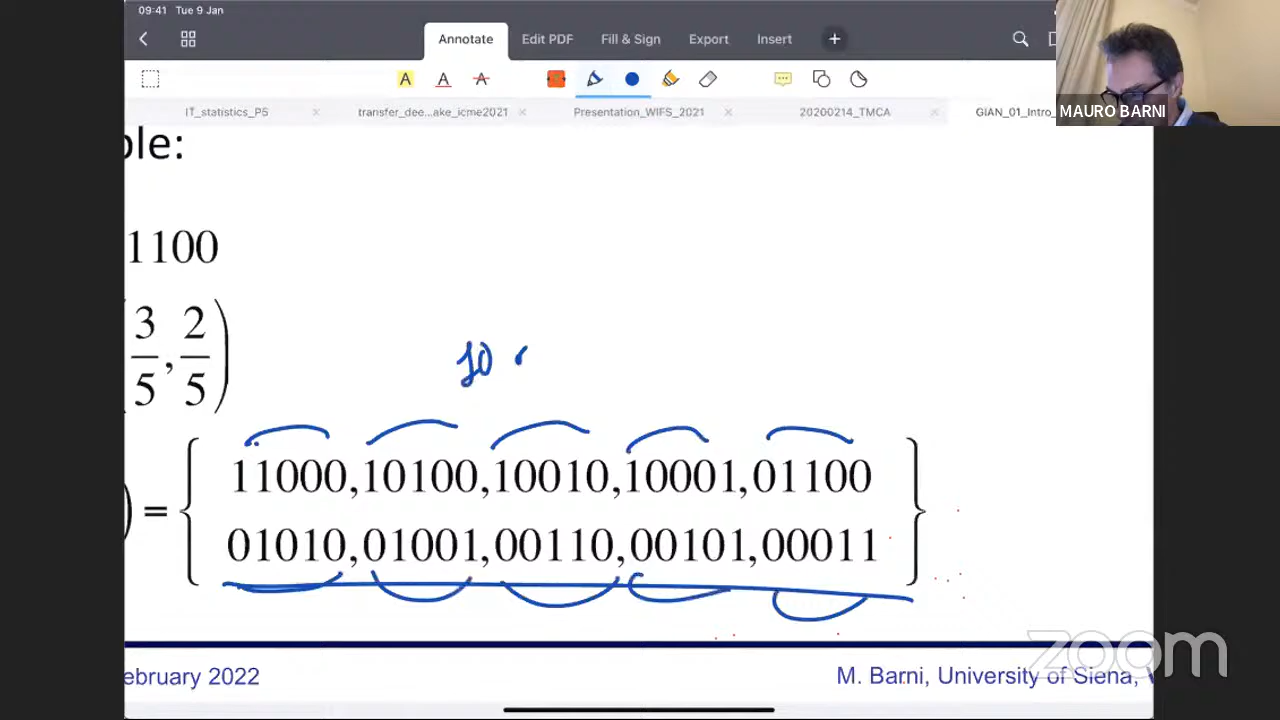 09:41 Tue 9 Jan
Annotate Edit PDF Fill & Sign Export Insert
MAURO BARNI
IT_statistics_P5 transfer_dee...ake_icme2021 Presentation_WIFS_2021 20200214_TMCA GIAN_01_Intro_
ple:
1100
3/5, 2/5)
10
) = { 11000,10100,10010,10001,01100
01010,01001,00110,00101,00011 }
ebruary 2022
M. Barni, University of Siena,
zoom